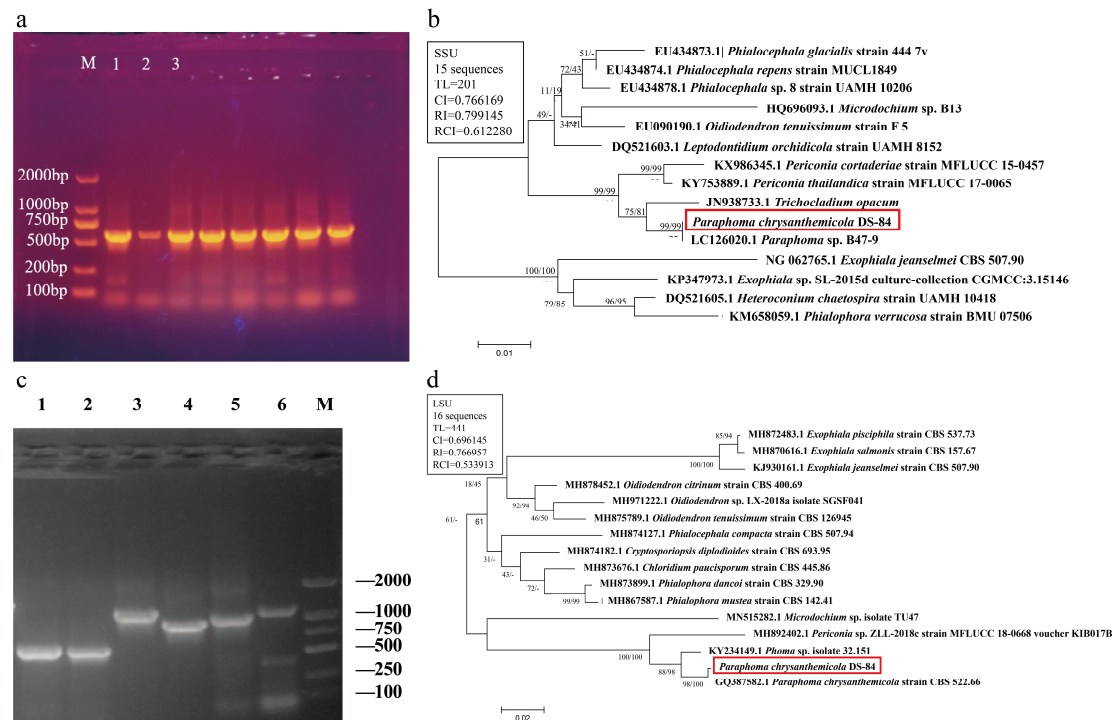 a
M 1 2 3
2000bp
1000bp
750bp
500bp
200bp
100bp
b
SSU
15 sequences
TL=201
CI=0.766169
RI=0.799145
RCI=0.612280
51/-
EU434873.1| Phialocephala glacialis strain 444 7v
72/43
EU434874.1 Phialocephala repens strain MUCL1849
11/19
EU434878.1 Phialocephala sp. 8 strain UAMH 10206
49/-
HQ696093.1 Microdochium sp. B13
34/41
EU090190.1 Oidiodendron tenuissimum strain F 5
DQ521603.1 Leptodontidium orchidicola strain UAMH 8152
99/99
KX986345.1 Periconia cortaderiae strain MFLUCC 15-0457
--
KY753889.1 Periconia thailandica strain MFLUCC 17-0065
99/99
--
JN938733.1 Trichocladium opacum
75/81
Paraphoma chrysanthemicola DS-84
99/99
--
LC126020.1 Paraphoma sp. B47-9
NG 062765.1 Exophiala jeanselmei CBS 507.90
100/100
KP347973.1 Exophiala sp. SL-2015d culture-collection CGMCC:3.15146
79/85
DQ521605.1 Heteroconium chaetospira strain UAMH 10418
96/95
KM658059.1 Phialophora verrucosa strain BMU 07506
0.01
c
1 2 3 4 5 6 M
—2000
—1000
—750
—500
—250
—100
d
LSU
16 sequences
TL=441
CI=0.696145
RI=0.766957
RCI=0.533913
85/94
MH872483.1 Exophiala pisciphila strain CBS 537.73
MH870616.1 Exophiala salmonis strain CBS 157.67
100/100
KJ930161.1 Exophiala jeanselmei strain CBS 507.90
18/45
MH878452.1 Oidiodendron citrinum strain CBS 400.69
92/94
MH971222.1 Oidiodendron sp. LX-2018a isolate SGSF041
46/50
MH875789.1 Oidiodendron tenuissimum strain CBS 126945
61/-
61
MH874127.1 Phialocephala compacta strain CBS 507.94
31/-
MH874182.1 Cryptosporiopsis diplodioides strain CBS 693.95
43/-
MH873676.1 Chloridium paucisporum strain CBS 445.86
72/-
MH873899.1 Phialophora dancoi strain CBS 329.90
99/99
MH867587.1 Phialophora mustea strain CBS 142.41
MN515282.1 Microdochium sp. isolate TU47
MH892402.1 Periconia sp. ZLL-2018c strain MFLUCC 18-0668 voucher KIB017B
100/100
KY234149.1 Phoma sp. isolate 32.151
88/98
Paraphoma chrysanthemicola DS-84
98/100
GQ387582.1 Paraphoma chrysanthemicola strain CBS 522.66
0.02